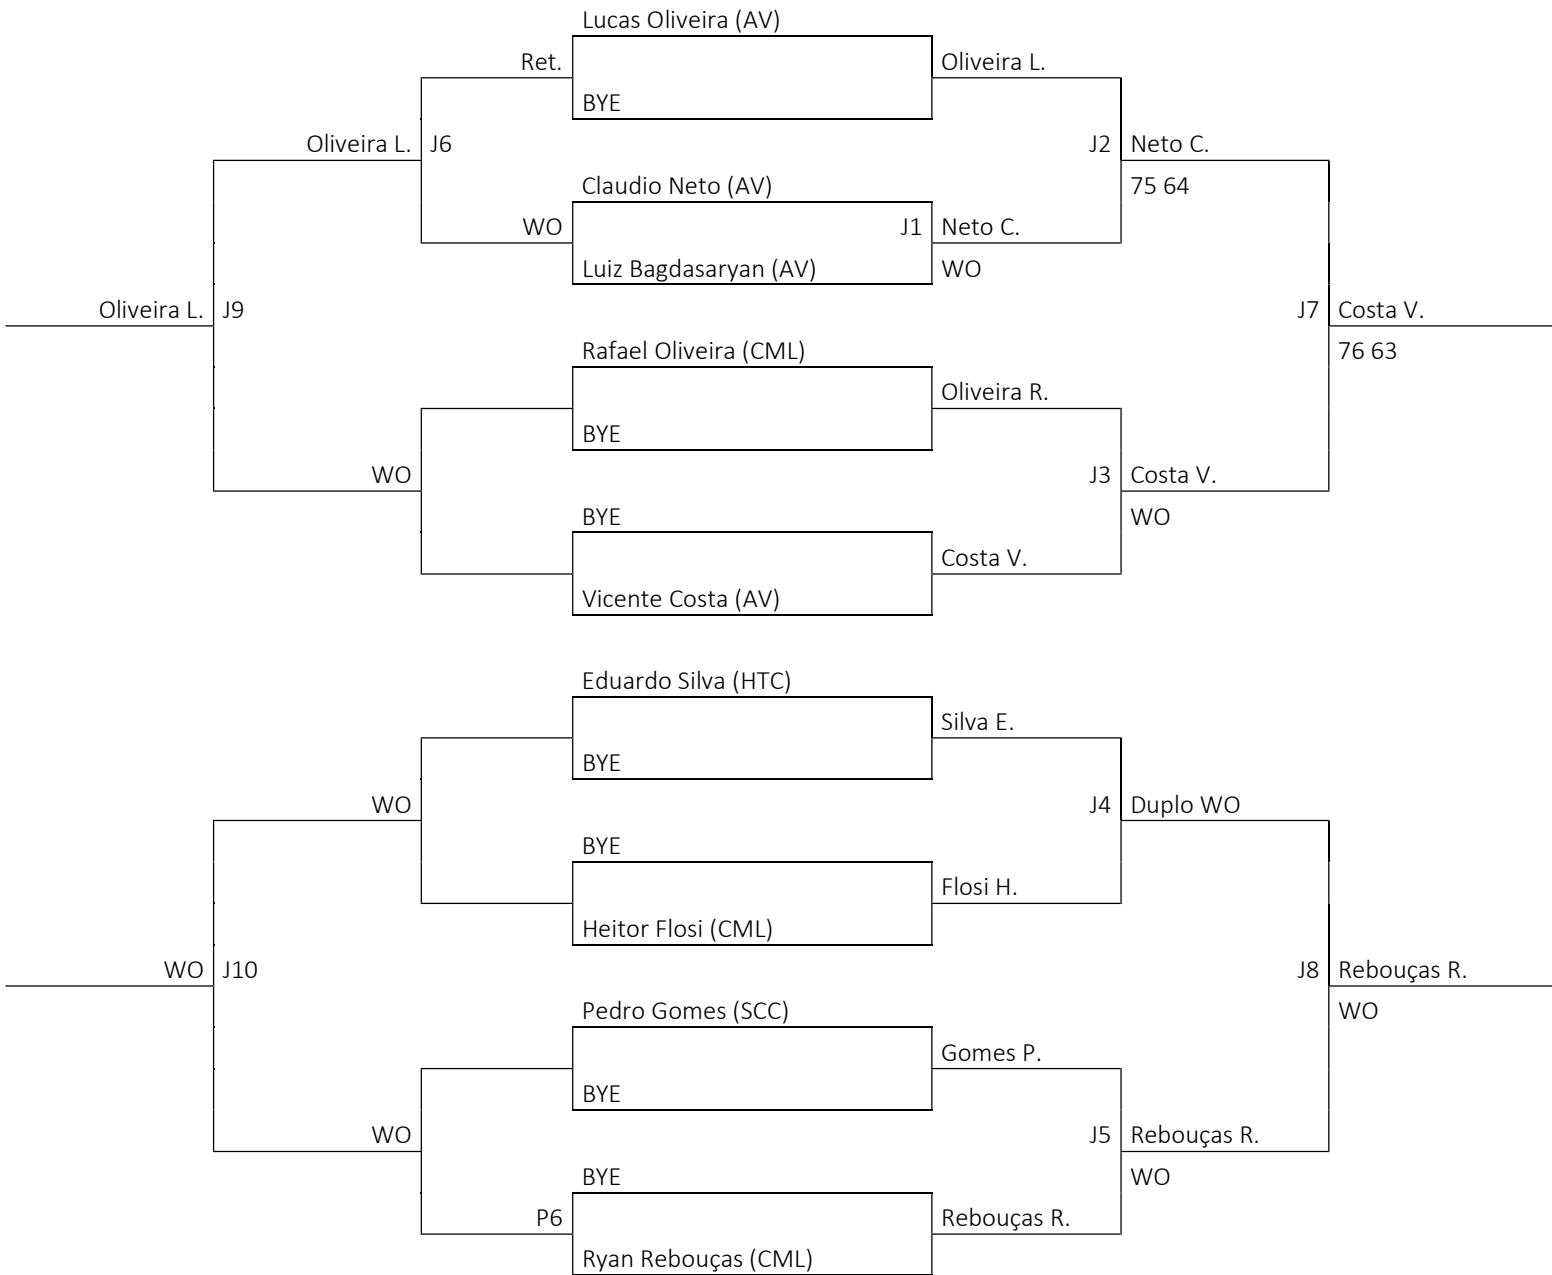 Lucas Oliveira (AV)
Ret.
Oliveira L.
BYE
Oliveira L.
J6
J2
Neto C.
Claudio Neto (AV)
75 64
WO
J1
Neto C.
Luiz Bagdasaryan (AV)
WO
Oliveira L.
J9
J7
Costa V.
Rafael Oliveira (CML)
76 63
Oliveira R.
BYE
WO
J3
Costa V.
BYE
WO
Costa V.
Vicente Costa (AV)
Eduardo Silva (HTC)
Silva E.
BYE
WO
J4
Duplo WO
BYE
Flosi H.
Heitor Flosi (CML)
WO
J10
J8
Rebouças R.
Pedro Gomes (SCC)
WO
Gomes P.
BYE
WO
J5
Rebouças R.
BYE
WO
P6
Rebouças R.
Ryan Rebouças (CML)